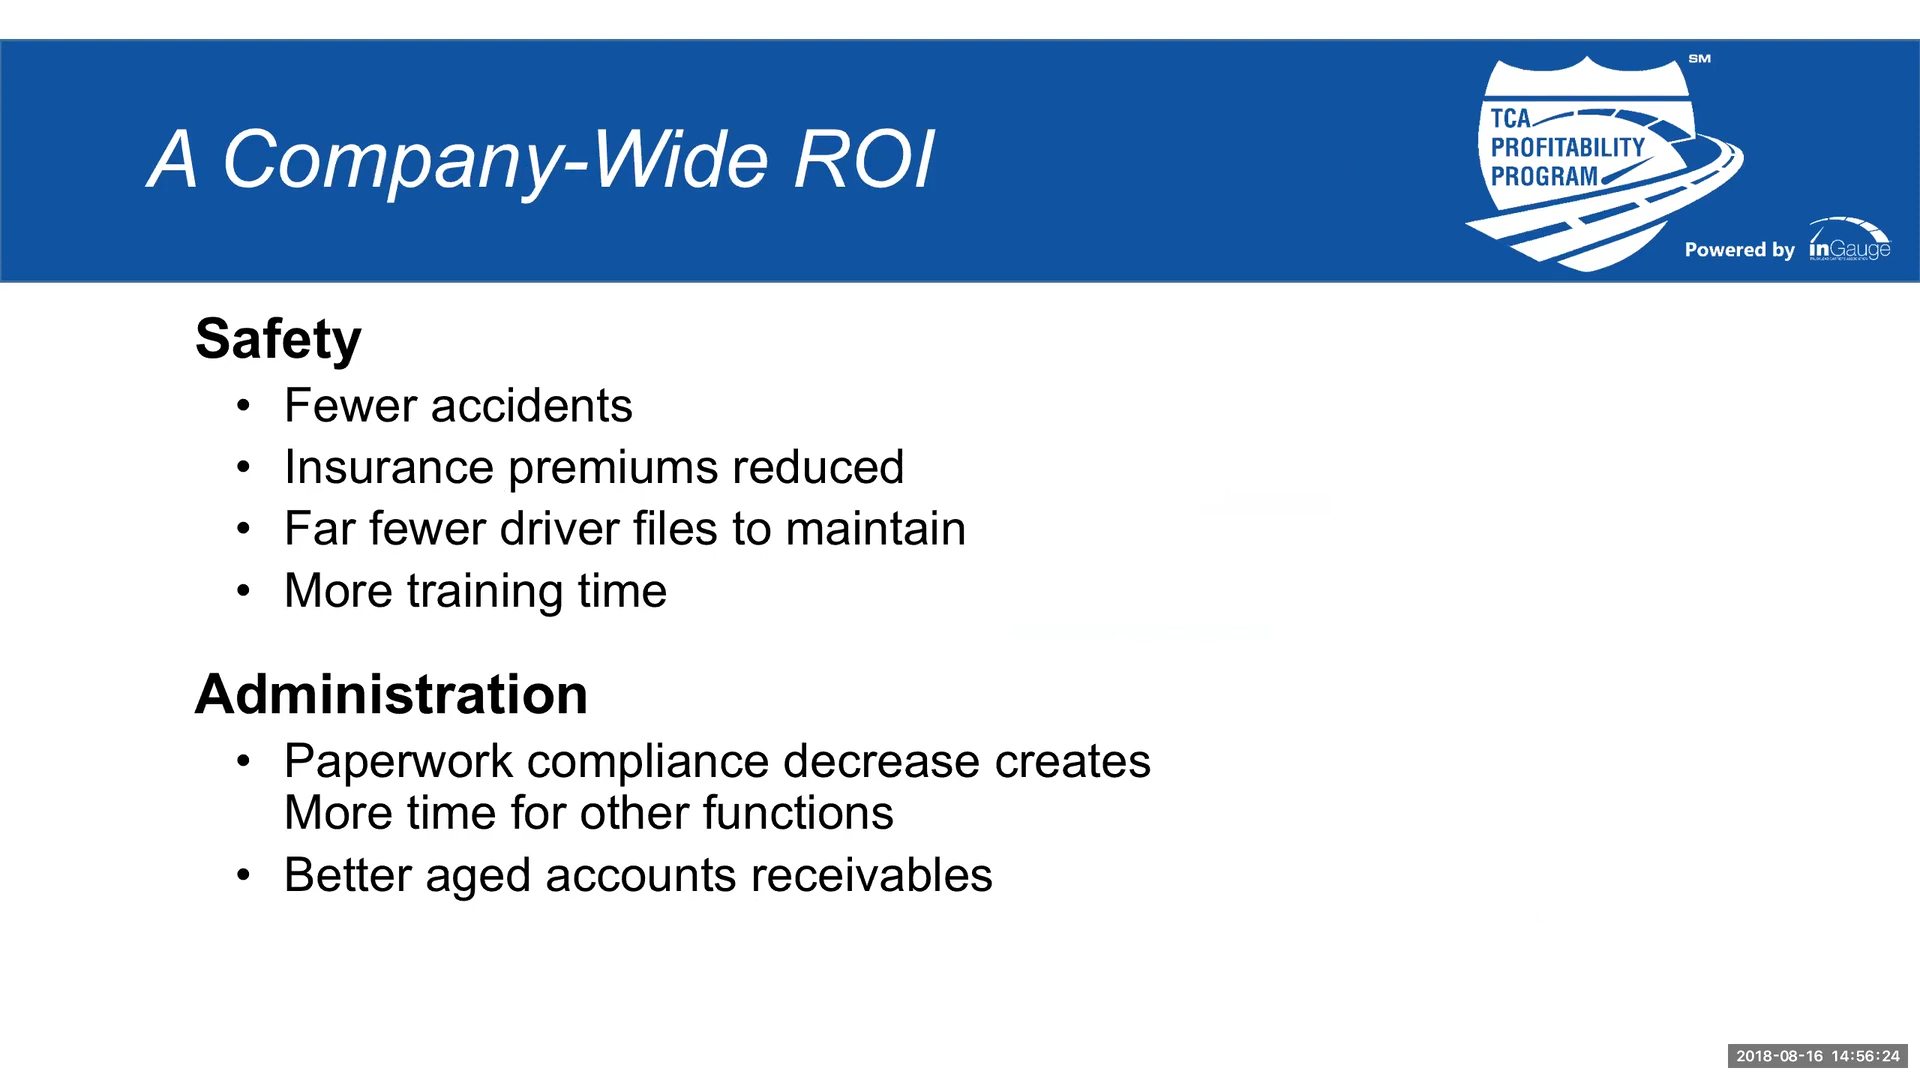 A Company-Wide ROI
SM
TCA
PROFITABILITY
PROGRAM
Powered by inGauge
Safety
• Fewer accidents
• Insurance premiums reduced
• Far fewer driver files to maintain
• More training time
Administration
• Paperwork compliance decrease creates
More time for other functions
• Better aged accounts receivables
2018-08-16 14:56:24